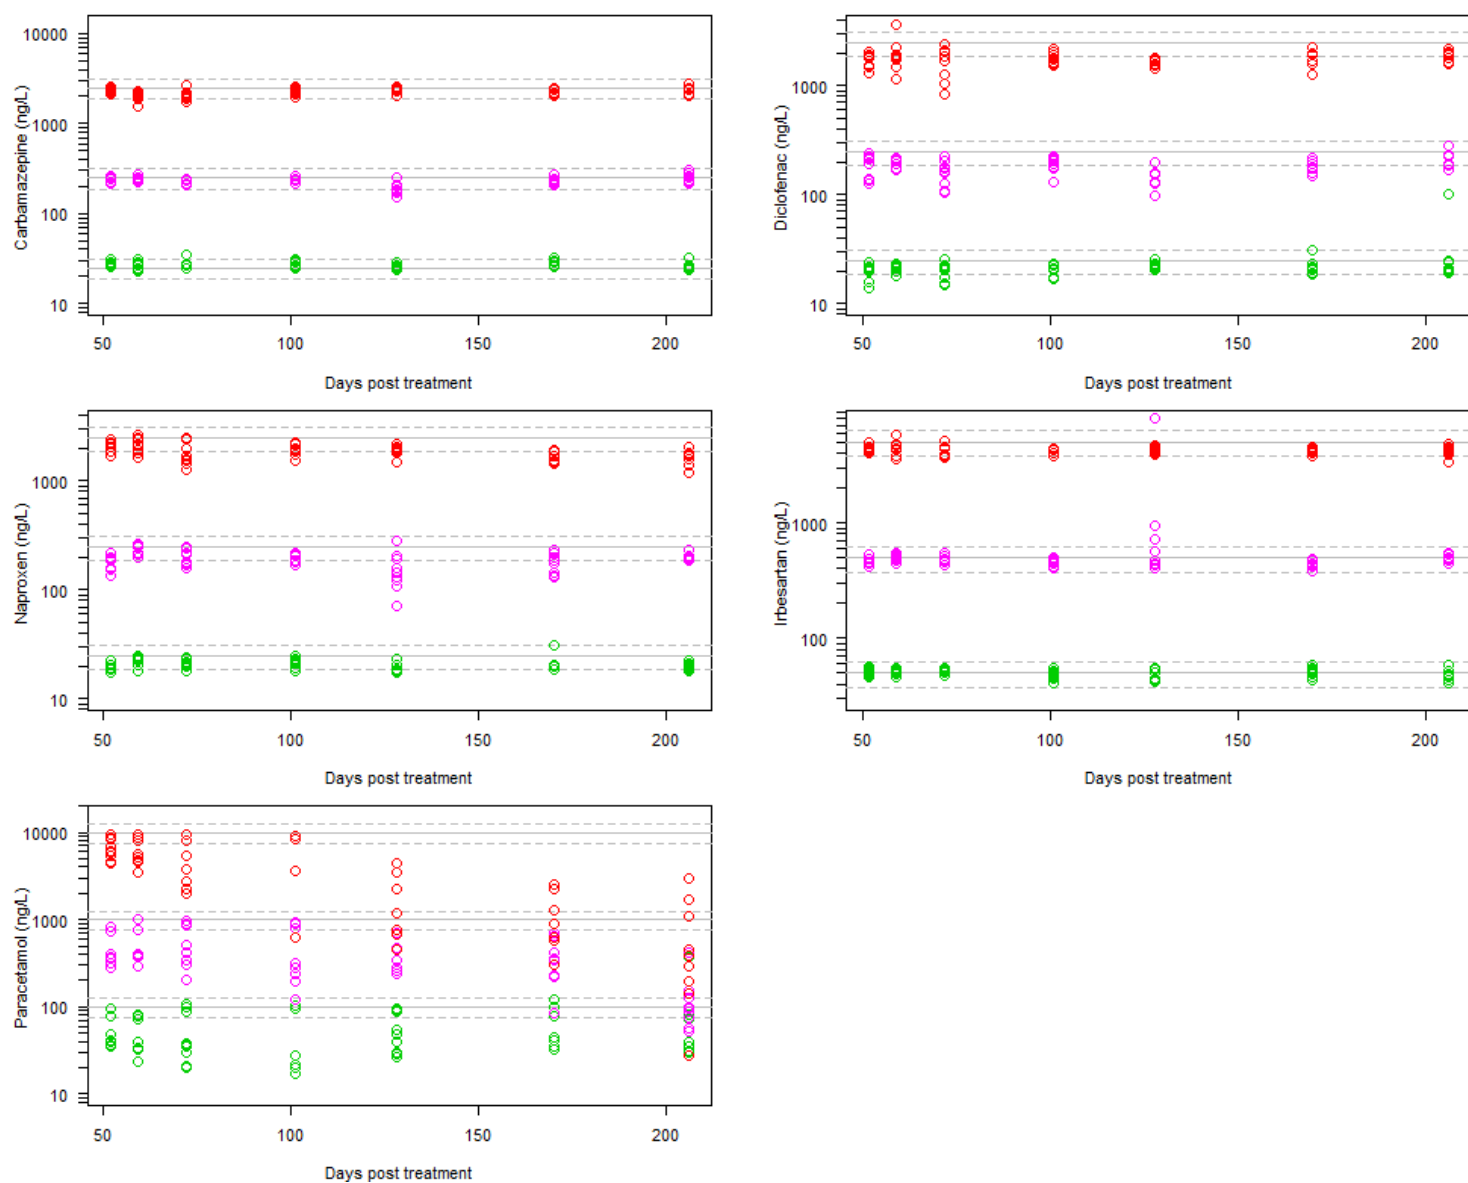 Carbamazepine (ng/L)
10000
1000
100
10
50 100 150 200
Days post treatment
Diclofenac (ng/L)
1000
100
10
50 100 150 200
Days post treatment
Naproxen (ng/L)
1000
100
10
50 100 150 200
Days post treatment
Irbesartan (ng/L)
1000
100
50 100 150 200
Days post treatment
Paracetamol (ng/L)
10000
1000
100
10
50 100 150 200
Days post treatment